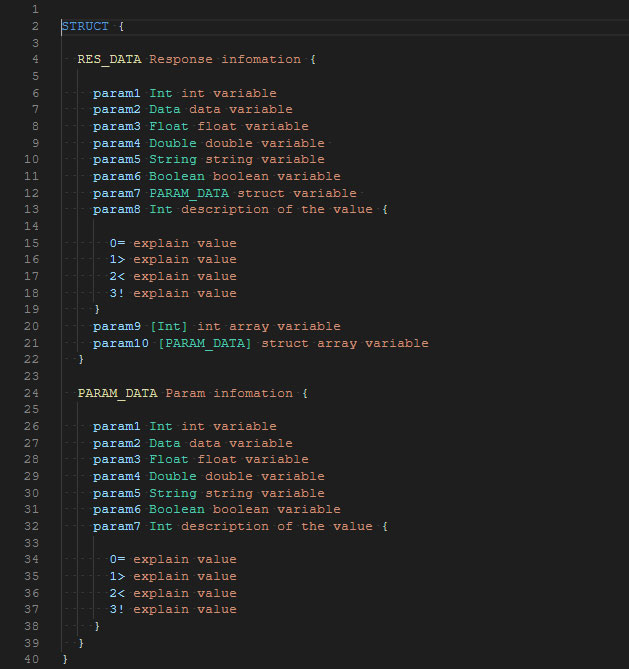 1
2 STRUCT {
3
4 RES_DATA Response infomation {
5
6 param1 Int int variable
7 param2 Data data variable
8 param3 Float float variable
9 param4 Double double variable
10 param5 String string variable
11 param6 Boolean boolean variable
12 param7 PARAM_DATA struct variable
13 param8 Int description of the value {
14
15 0= explain value
16 1> explain value
17 2< explain value
18 3! explain value
19 }
20 param9 [Int] int array variable
21 param10 [PARAM_DATA] struct array variable
22 }
23
24 PARAM_DATA Param infomation {
25
26 param1 Int int variable
27 param2 Data data variable
28 param3 Float float variable
29 param4 Double double variable
30 param5 String string variable
31 param6 Boolean boolean variable
32 param7 Int description of the value {
33
34 0= explain value
35 1> explain value
36 2< explain value
37 3! explain value
38 }
39 }
40 }